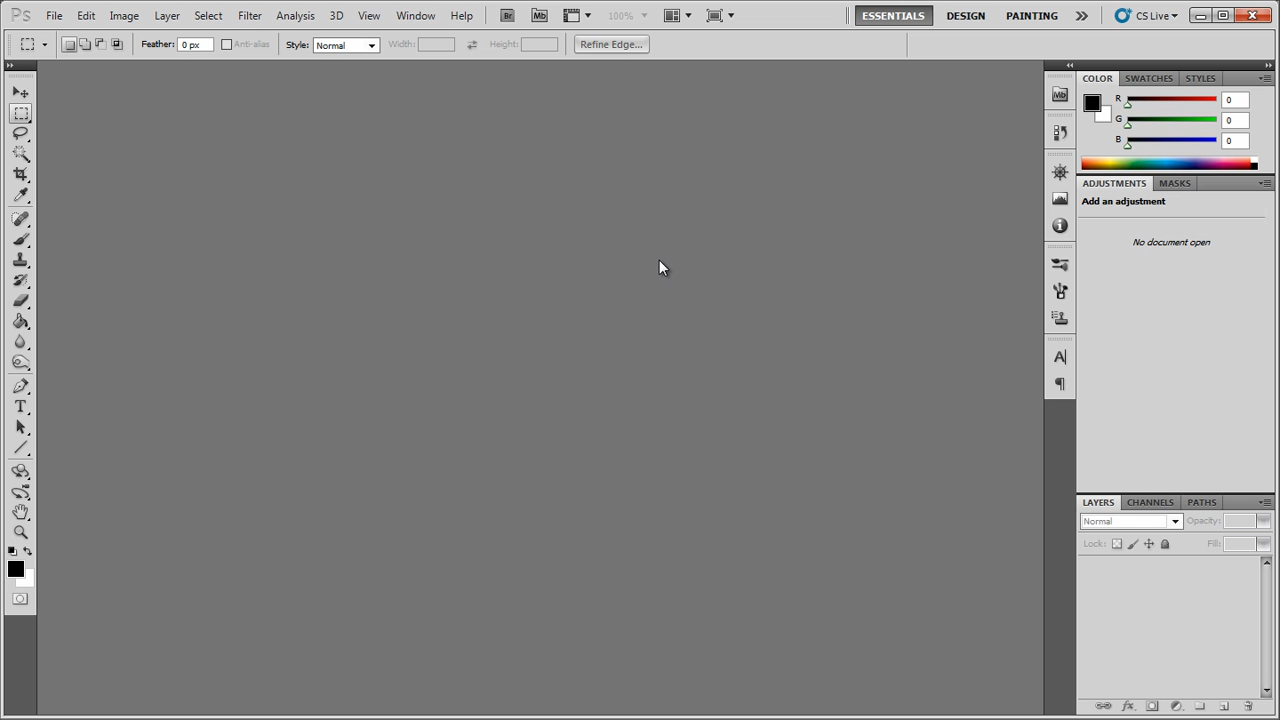 Ps File Edit Image Layer Select Filter Analysis 3D View Window Help Br Mb 100% ESSENTIALS DESIGN PAINTING CS Live
Feather: 0 px Anti-alias Style: Normal Width: Height: Refine Edge...
Mb
COLOR SWATCHES STYLES
R 0
G 0
B 0
ADJUSTMENTS MASKS
Add an adjustment
No document open
A
T
LAYERS CHANNELS PATHS
Normal Opacity:
Lock: Fill:
fx